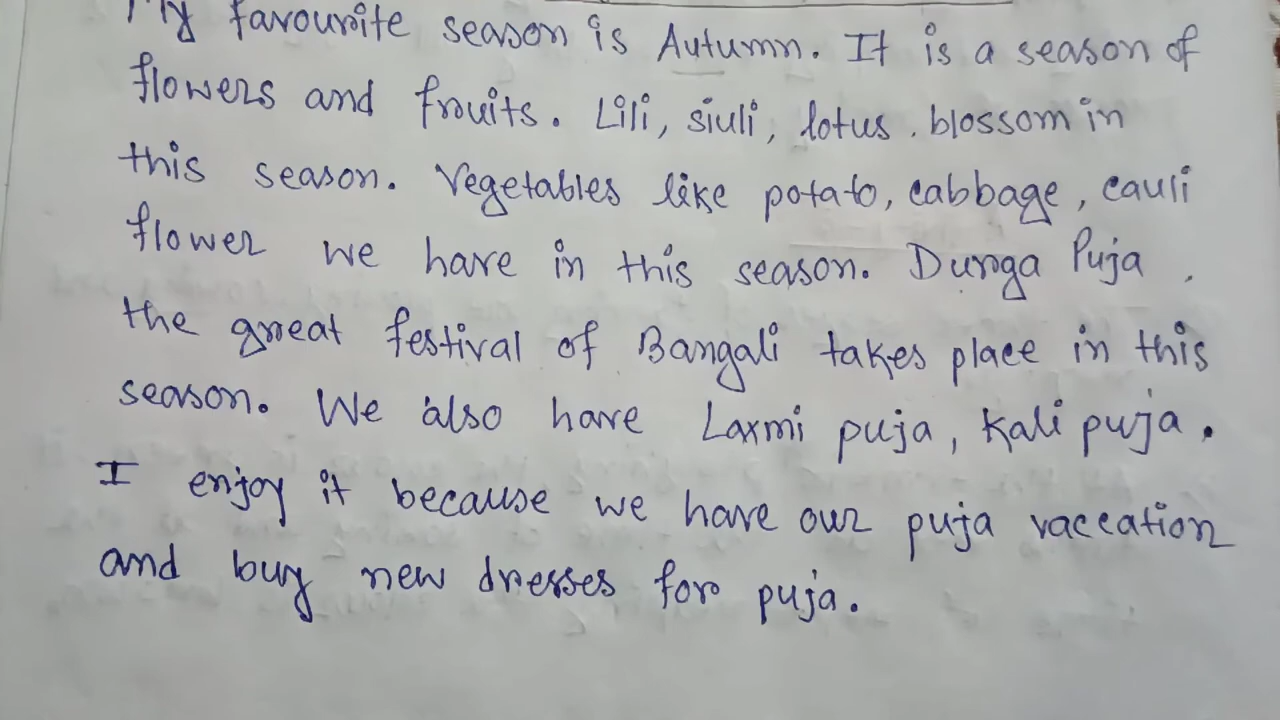 My favourite season is Autumn. It is a season of
flowers and fruits. Lili, siuli, lotus. blossom in
this season. Vegetables like potato, cabbage, cauli
flower we have in this season. Durga Puja,
the great festival of Bangali takes place in this
season. We also have Laxmi puja, Kali puja.
I enjoy it because we have our puja vaccation
and buy new dresses for puja.